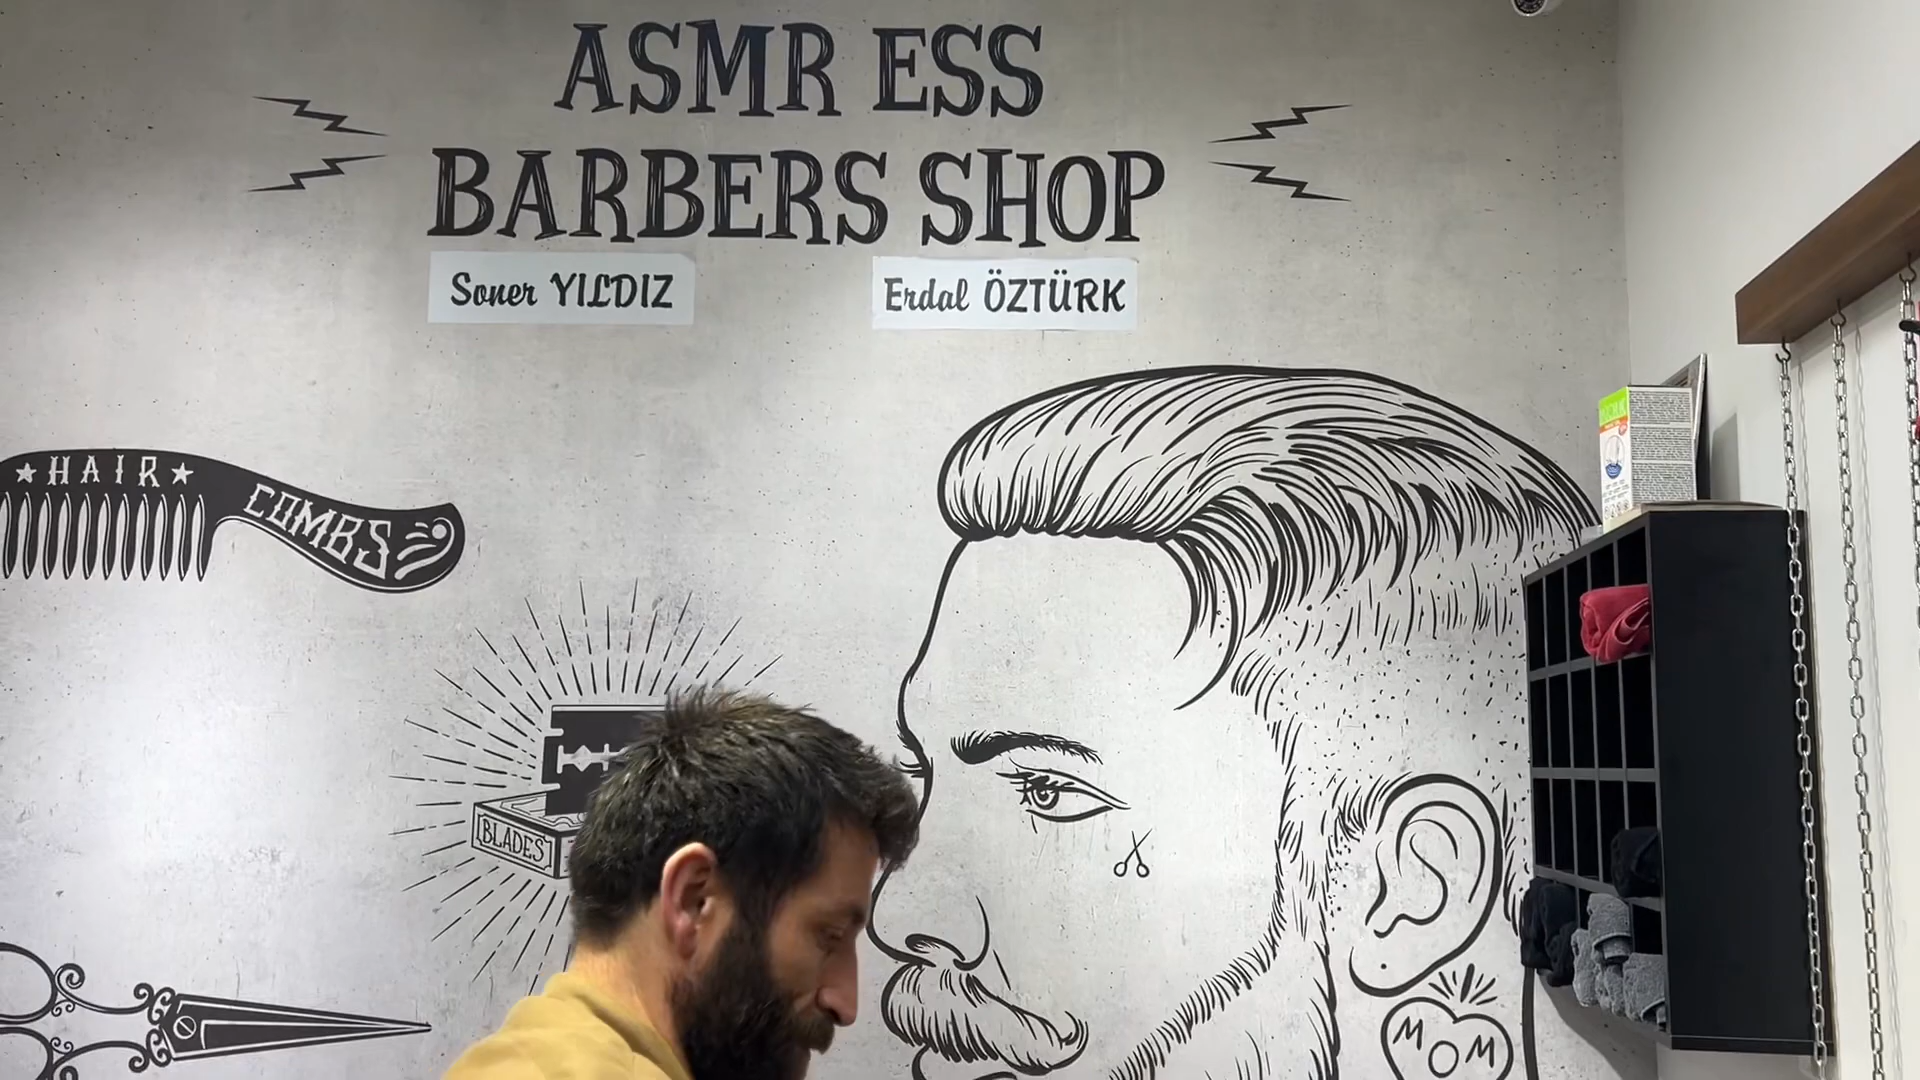 ASMR ESS
BARBERS SHOP
Soner YILDIZ
Erdal ÖZTÜRK
HAIR
COMBS
BLADES
MOM